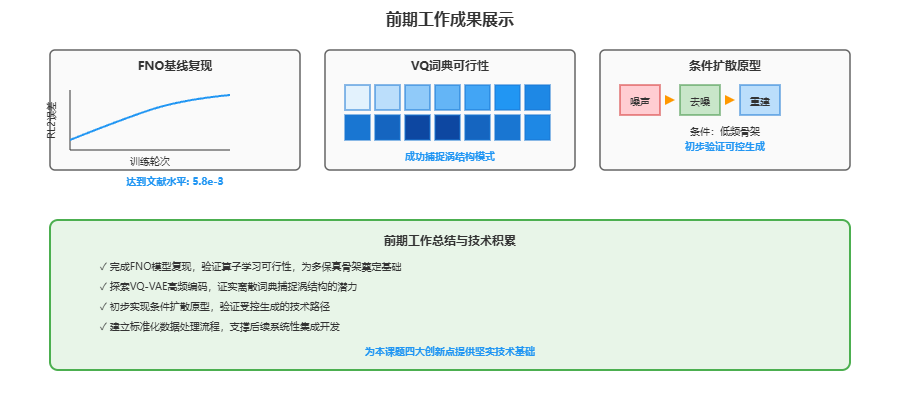 前期工作成果展示
FNO基线复现
RL2误差
训练轮次
达到文献水平: 5.8e-3
VQ词典可行性
成功捕捉涡结构模式
条件扩散原型
噪声
去噪
重建
条件：低频骨架
初步验证可控生成
前期工作总结与技术积累
✓ 完成FNO模型复现，验证算子学习可行性，为多保真骨架奠定基础
✓ 探索VQ-VAE高频编码，证实离散词典捕捉涡结构的潜力
✓ 初步实现条件扩散原型，验证受控生成的技术路径
✓ 建立标准化数据处理流程，支撑后续系统性集成开发
为本课题四大创新点提供坚实技术基础